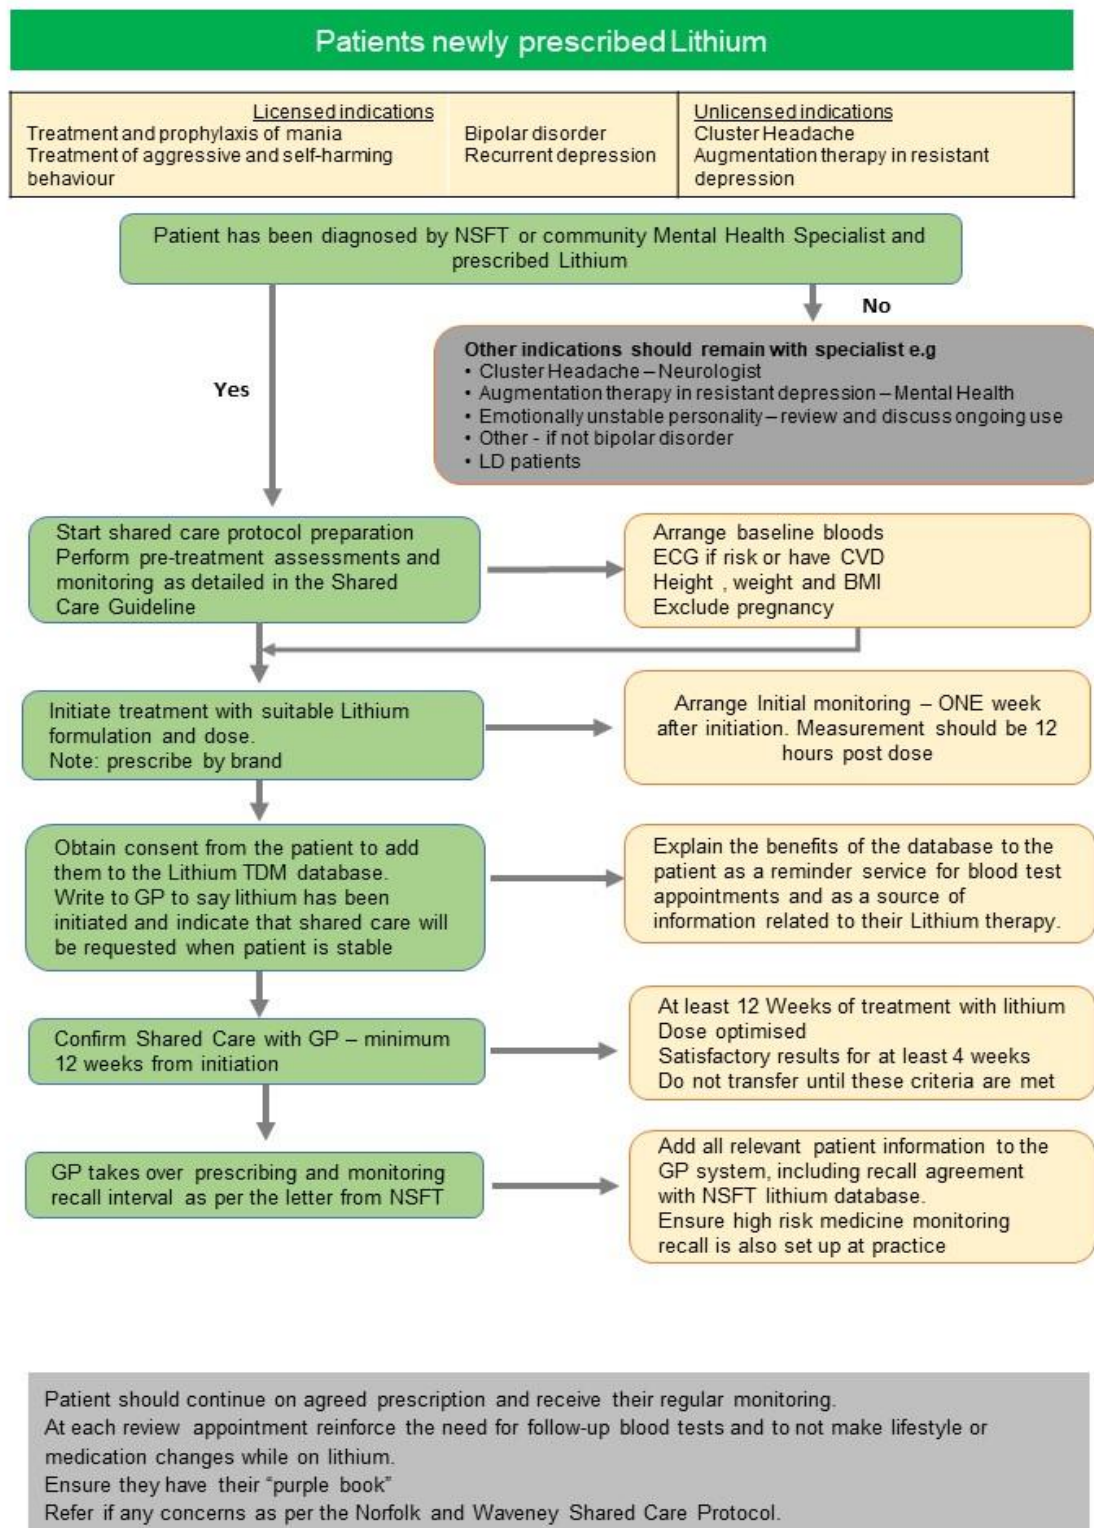 Patients newly prescribed Lithium
Licensed indications
Treatment and prophylaxis of mania
Treatment of aggressive and self-harming
behaviour
Bipolar disorder
Recurrent depression
Unlicensed indications
Cluster Headache
Augmentation therapy in resistant
depression
Patient has been diagnosed by NSFT or community Mental Health Specialist and
prescribed Lithium
No
Other indications should remain with specialist e.g
• Cluster Headache – Neurologist
• Augmentation therapy in resistant depression – Mental Health
• Emotionally unstable personality – review and discuss ongoing use
• Other - if not bipolar disorder
• LD patients
Yes
Start shared care protocol preparation
Perform pre-treatment assessments and
monitoring as detailed in the Shared
Care Guideline
Arrange baseline bloods
ECG if risk or have CVD
Height , weight and BMI
Exclude pregnancy
Initiate treatment with suitable Lithium
formulation and dose.
Note: prescribe by brand
Arrange Initial monitoring – ONE week
after initiation. Measurement should be 12
hours post dose
Obtain consent from the patient to add
them to the Lithium TDM database.
Write to GP to say lithium has been
initiated and indicate that shared care will
be requested when patient is stable
Explain the benefits of the database to the
patient as a reminder service for blood test
appointments and as a source of
information related to their Lithium therapy.
Confirm Shared Care with GP – minimum
12 weeks from initiation
At least 12 Weeks of treatment with lithium
Dose optimised
Satisfactory results for at least 4 weeks
Do not transfer until these criteria are met
GP takes over prescribing and monitoring
recall interval as per the letter from NSFT
Add all relevant patient information to the
GP system, including recall agreement
with NSFT lithium database.
Ensure high risk medicine monitoring
recall is also set up at practice
Patient should continue on agreed prescription and receive their regular monitoring.
At each review appointment reinforce the need for follow-up blood tests and to not make lifestyle or
medication changes while on lithium.
Ensure they have their “purple book”
Refer if any concerns as per the Norfolk and Waveney Shared Care Protocol.